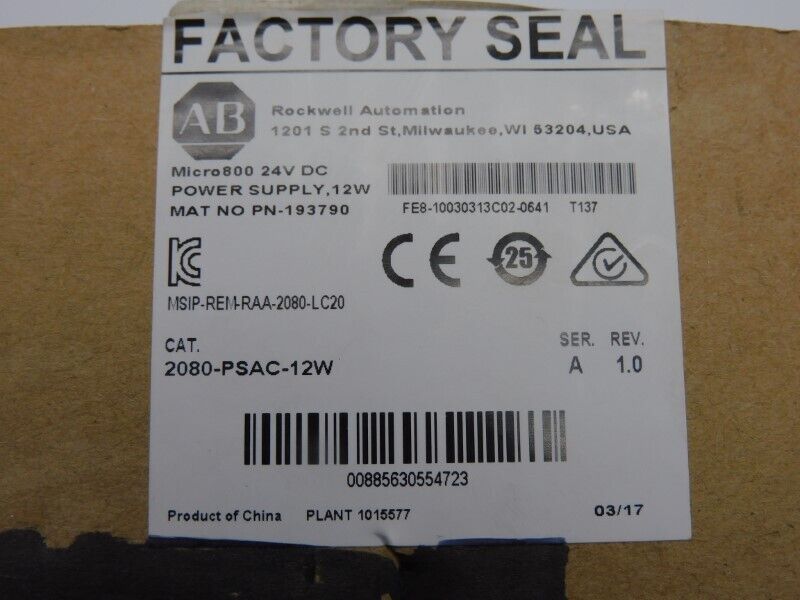 FACTORY SEAL
AB
Rockwell Automation
1201 S 2nd St,Milwaukee,WI 53204,USA
Micro800 24V DC
POWER SUPPLY,12W
MAT NO PN-193790
FE8-10030313C02-0641 T137
KC
CE
25
MSIP-REM-RAA-2080-LC20
CAT. SER. REV.
2080-PSAC-12W A 1.0
00885630554723
Product of China PLANT 1015577 03/17